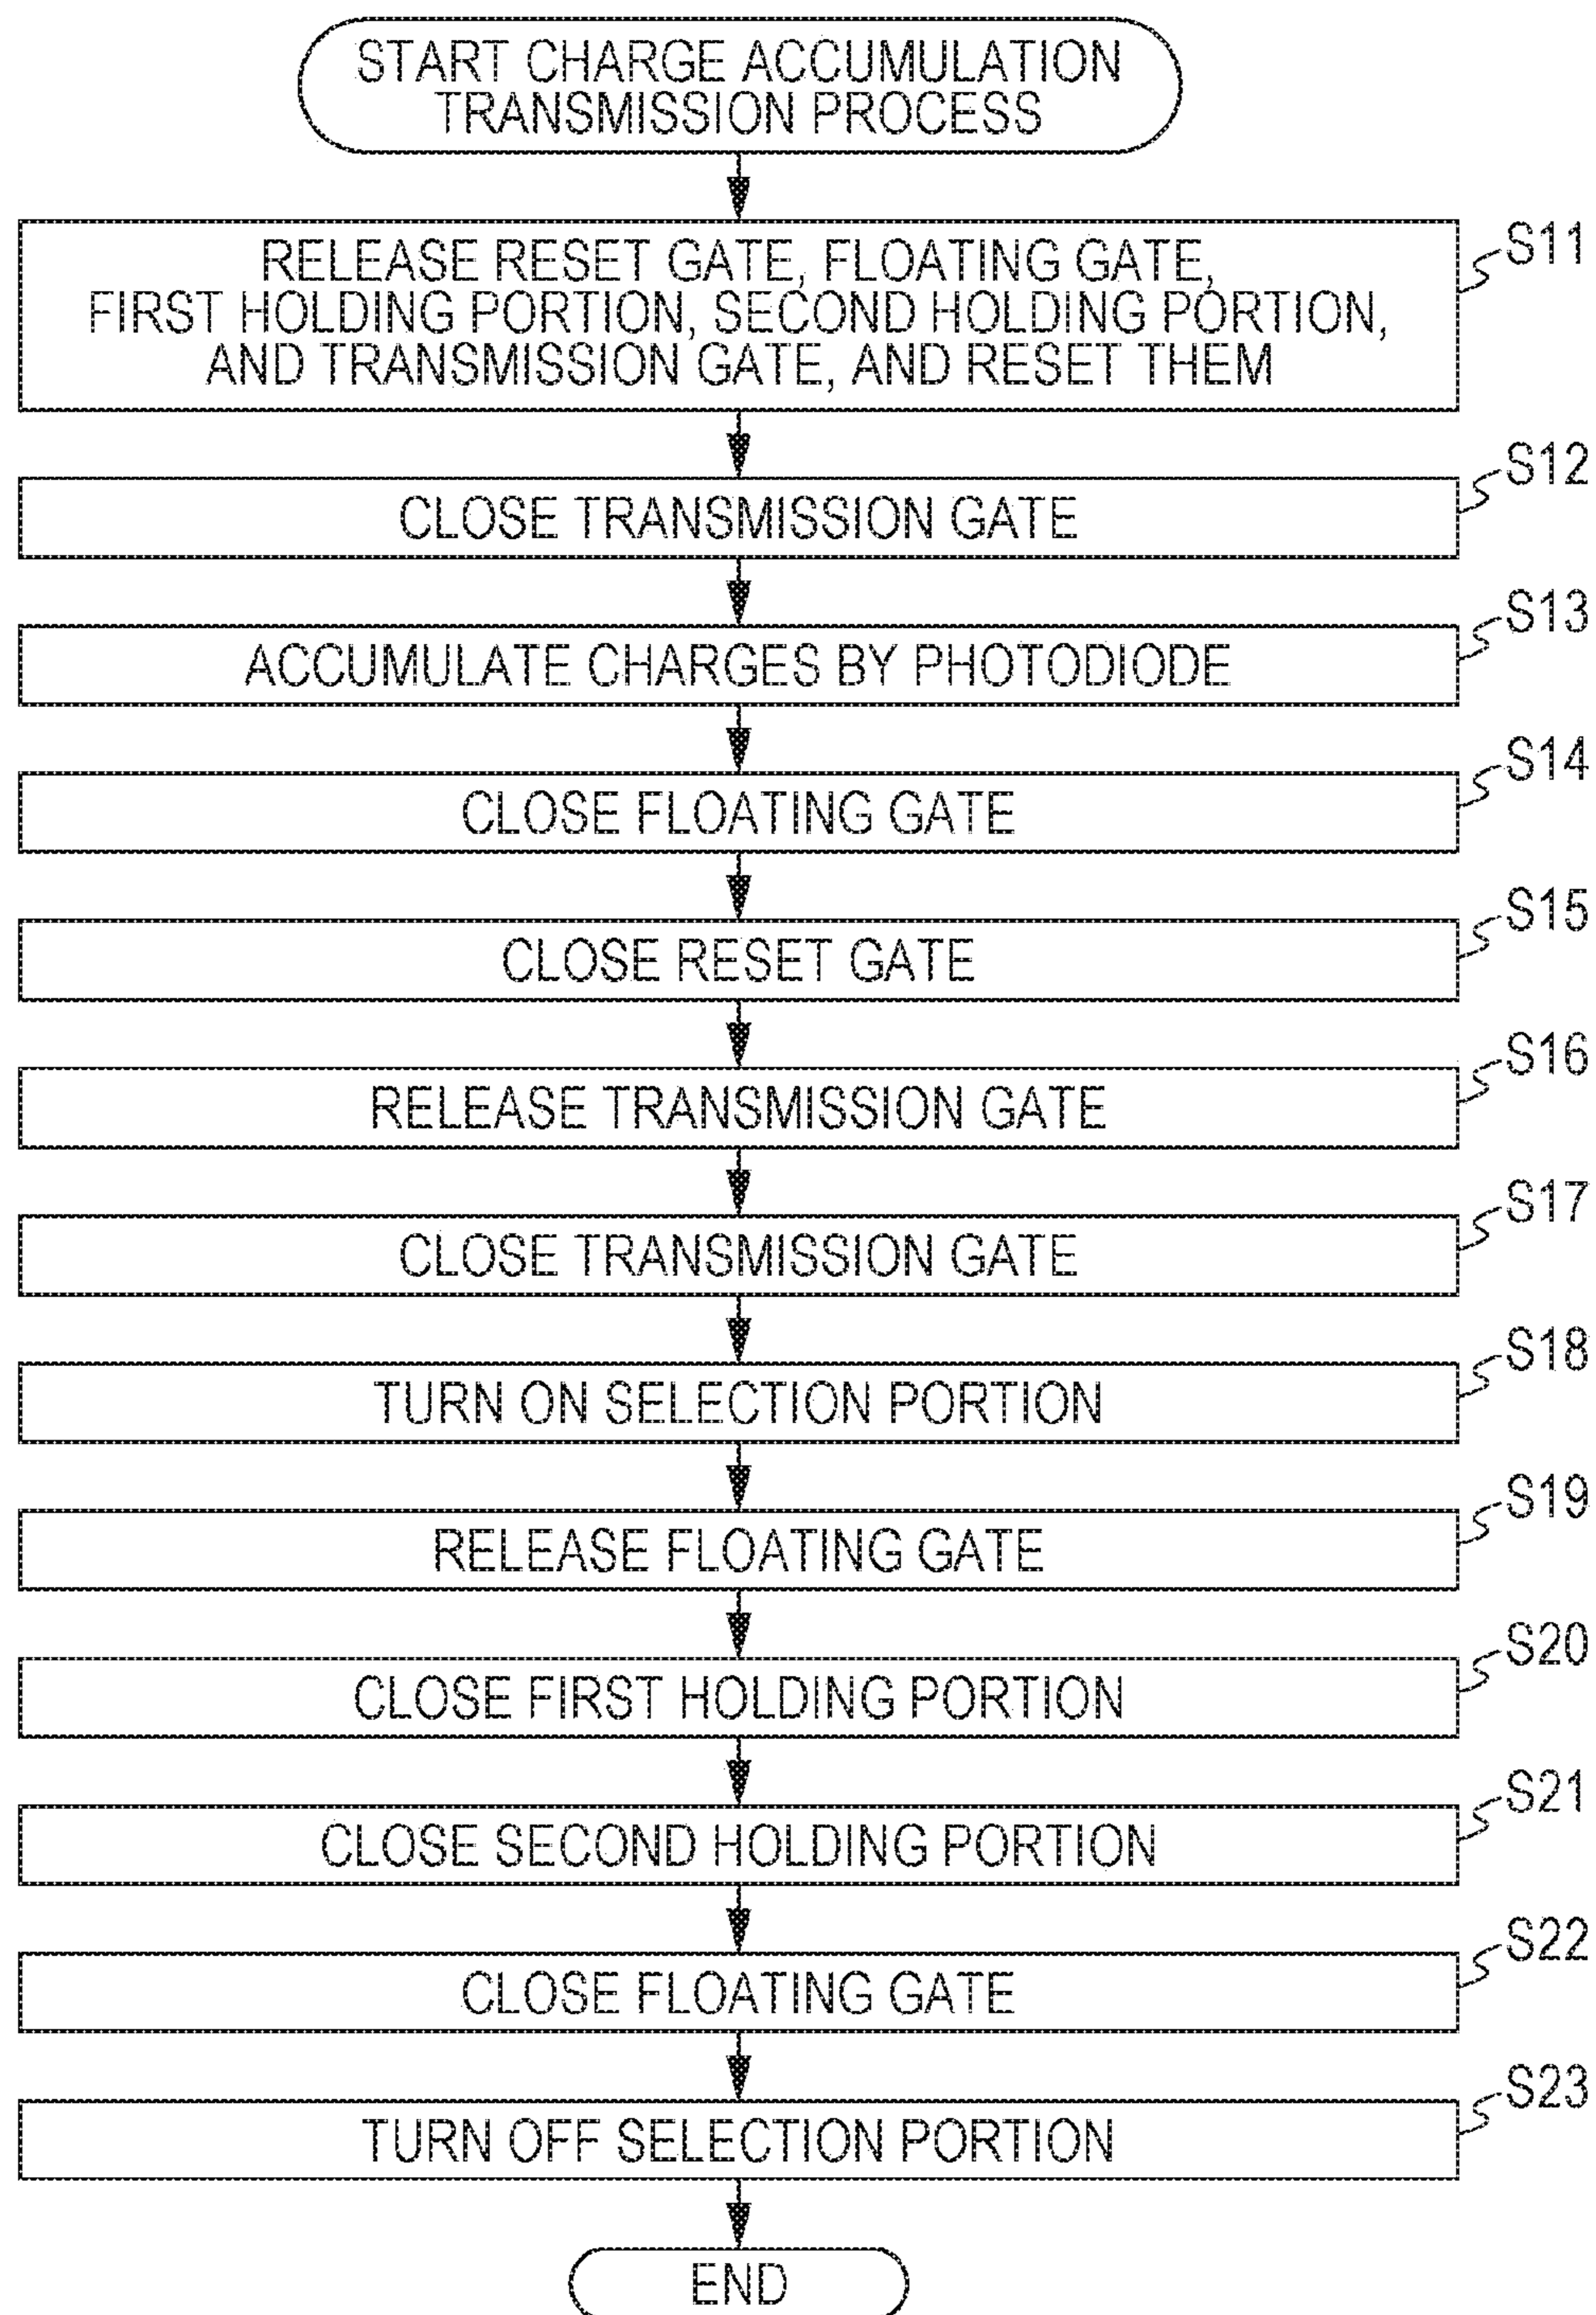 START CHARGE ACCUMULATION
TRANSMISSION PROCESS
RELEASE RESET GATE, FLOATING GATE,
FIRST HOLDING PORTION, SECOND HOLDING PORTION,
AND TRANSMISSION GATE, AND RESET THEM
S11
CLOSE TRANSMISSION GATE
S12
ACCUMULATE CHARGES BY PHOTODIODE
S13
CLOSE FLOATING GATE
S14
CLOSE RESET GATE
S15
RELEASE TRANSMISSION GATE
S16
CLOSE TRANSMISSION GATE
S17
TURN ON SELECTION PORTION
S18
RELEASE FLOATING GATE
S19
CLOSE FIRST HOLDING PORTION
S20
CLOSE SECOND HOLDING PORTION
S21
CLOSE FLOATING GATE
S22
TURN OFF SELECTION PORTION
S23
END